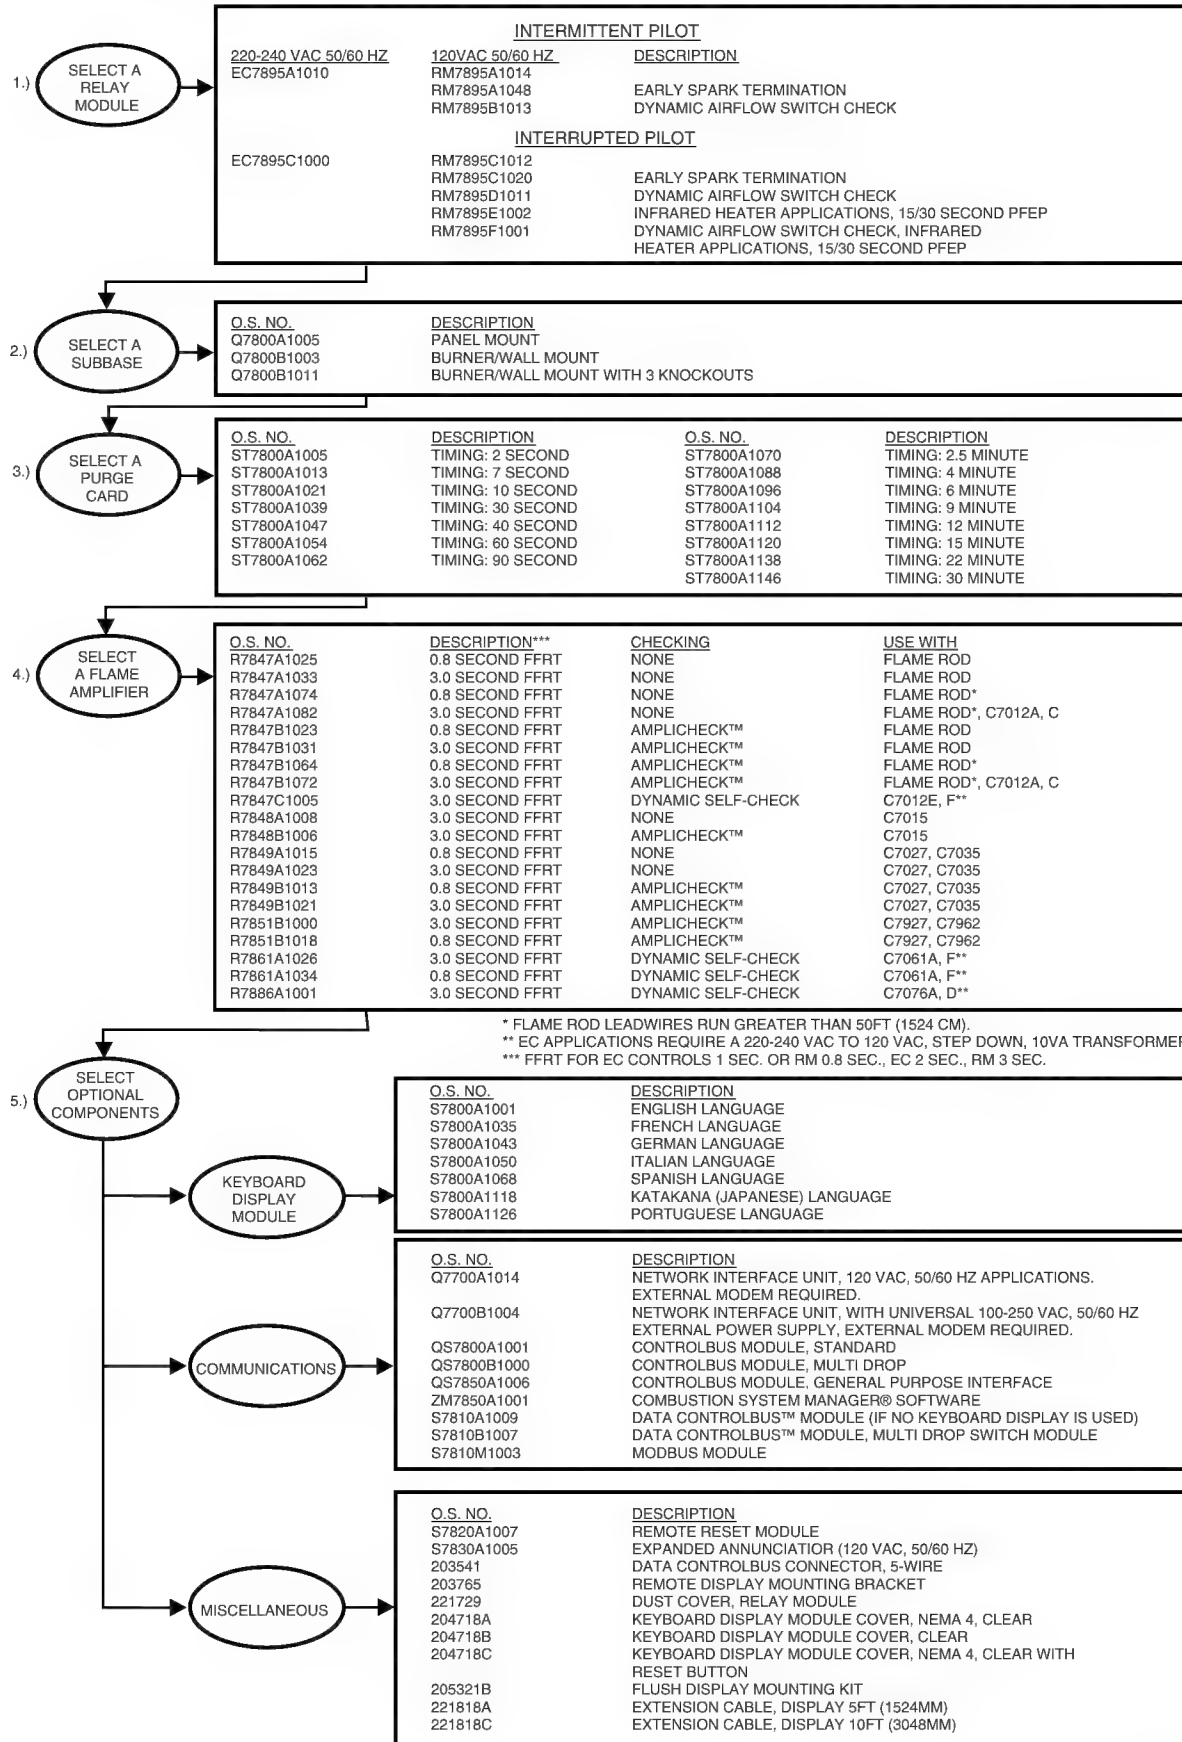 INTERMITTENT PILOT
1.) SELECT A RELAY MODULE
220-240 VAC 50/60 HZ 120VAC 50/60 HZ DESCRIPTION
EC7895A1010 RM7895A1014
RM7895A1048 EARLY SPARK TERMINATION
RM7895B1013 DYNAMIC AIRFLOW SWITCH CHECK
INTERRUPTED PILOT
EC7895C1000 RM7895C1012
RM7895C1020 EARLY SPARK TERMINATION
RM7895D1011 DYNAMIC AIRFLOW SWITCH CHECK
RM7895E1002 INFRARED HEATER APPLICATIONS, 15/30 SECOND PFEP
RM7895F1001 DYNAMIC AIRFLOW SWITCH CHECK, INFRARED
HEATER APPLICATIONS, 15/30 SECOND PFEP
2.) SELECT A SUBBASE
O.S. NO. DESCRIPTION
Q7800A1005 PANEL MOUNT
Q7800B1003 BURNER/WALL MOUNT
Q7800B1011 BURNER/WALL MOUNT WITH 3 KNOCKOUTS
3.) SELECT A PURGE CARD
O.S. NO. DESCRIPTION O.S. NO. DESCRIPTION
ST7800A1005 TIMING: 2 SECOND ST7800A1070 TIMING: 2.5 MINUTE
ST7800A1013 TIMING: 7 SECOND ST7800A1088 TIMING: 4 MINUTE
ST7800A1021 TIMING: 10 SECOND ST7800A1096 TIMING: 6 MINUTE
ST7800A1039 TIMING: 30 SECOND ST7800A1104 TIMING: 9 MINUTE
ST7800A1047 TIMING: 40 SECOND ST7800A1112 TIMING: 12 MINUTE
ST7800A1054 TIMING: 60 SECOND ST7800A1120 TIMING: 15 MINUTE
ST7800A1062 TIMING: 90 SECOND ST7800A1138 TIMING: 22 MINUTE
ST7800A1146 TIMING: 30 MINUTE
4.) SELECT A FLAME AMPLIFIER
O.S. NO. DESCRIPTION*** CHECKING USE WITH
R7847A1025 0.8 SECOND FFRT NONE FLAME ROD
R7847A1033 3.0 SECOND FFRT NONE FLAME ROD
R7847A1074 0.8 SECOND FFRT NONE FLAME ROD*
R7847A1082 3.0 SECOND FFRT NONE FLAME ROD*, C7012A, C
R7847B1023 0.8 SECOND FFRT AMPLICHECK™ FLAME ROD
R7847B1031 3.0 SECOND FFRT AMPLICHECK™ FLAME ROD
R7847B1064 0.8 SECOND FFRT AMPLICHECK™ FLAME ROD*
R7847B1072 3.0 SECOND FFRT AMPLICHECK™ FLAME ROD*, C7012A, C
R7847C1005 3.0 SECOND FFRT DYNAMIC SELF-CHECK C7012E, F**
R7848A1008 3.0 SECOND FFRT NONE C7015
R7848B1006 3.0 SECOND FFRT AMPLICHECK™ C7015
R7849A1015 0.8 SECOND FFRT NONE C7027, C7035
R7849A1023 3.0 SECOND FFRT NONE C7027, C7035
R7849B1013 0.8 SECOND FFRT AMPLICHECK™ C7027, C7035
R7849B1021 3.0 SECOND FFRT AMPLICHECK™ C7027, C7035
R7851B1000 3.0 SECOND FFRT AMPLICHECK™ C7927, C7962
R7851B1018 0.8 SECOND FFRT AMPLICHECK™ C7927, C7962
R7861A1026 3.0 SECOND FFRT DYNAMIC SELF-CHECK C7061A, F**
R7861A1034 0.8 SECOND FFRT DYNAMIC SELF-CHECK C7061A, F**
R7886A1001 3.0 SECOND FFRT DYNAMIC SELF-CHECK C7076A, D**
* FLAME ROD LEADWIRES RUN GREATER THAN 50FT (1524 CM).
** EC APPLICATIONS REQUIRE A 220-240 VAC TO 120 VAC, STEP DOWN, 10VA TRANSFORMER
*** FFRT FOR EC CONTROLS 1 SEC. OR RM 0.8 SEC., EC 2 SEC., RM 3 SEC.
5.) SELECT OPTIONAL COMPONENTS
KEYBOARD DISPLAY MODULE
O.S. NO. DESCRIPTION
S7800A1001 ENGLISH LANGUAGE
S7800A1035 FRENCH LANGUAGE
S7800A1043 GERMAN LANGUAGE
S7800A1050 ITALIAN LANGUAGE
S7800A1068 SPANISH LANGUAGE
S7800A1118 KATAKANA (JAPANESE) LANGUAGE
S7800A1126 PORTUGUESE LANGUAGE
COMMUNICATIONS
O.S. NO. DESCRIPTION
Q7700A1014 NETWORK INTERFACE UNIT, 120 VAC, 50/60 HZ APPLICATIONS.
EXTERNAL MODEM REQUIRED.
Q7700B1004 NETWORK INTERFACE UNIT, WITH UNIVERSAL 100-250 VAC, 50/60 HZ
EXTERNAL POWER SUPPLY, EXTERNAL MODEM REQUIRED.
QS7800A1001 CONTROLBUS MODULE, STANDARD
QS7800B1000 CONTROLBUS MODULE, MULTI DROP
QS7850A1006 CONTROLBUS MODULE, GENERAL PURPOSE INTERFACE
ZM7850A1001 COMBUSTION SYSTEM MANAGER® SOFTWARE
S7810A1009 DATA CONTROLBUS™ MODULE (IF NO KEYBOARD DISPLAY IS USED)
S7810B1007 DATA CONTROLBUS™ MODULE, MULTI DROP SWITCH MODULE
S7810M1003 MODBUS MODULE
MISCELLANEOUS
O.S. NO. DESCRIPTION
S7820A1007 REMOTE RESET MODULE
S7830A1005 EXPANDED ANNUNCIATIOR (120 VAC, 50/60 HZ)
203541 DATA CONTROLBUS CONNECTOR, 5-WIRE
203765 REMOTE DISPLAY MOUNTING BRACKET
221729 DUST COVER, RELAY MODULE
204718A KEYBOARD DISPLAY MODULE COVER, NEMA 4, CLEAR
204718B KEYBOARD DISPLAY MODULE COVER, CLEAR
204718C KEYBOARD DISPLAY MODULE COVER, NEMA 4, CLEAR WITH
RESET BUTTON
205321B FLUSH DISPLAY MOUNTING KIT
221818A EXTENSION CABLE, DISPLAY 5FT (1524MM)
221818C EXTENSION CABLE, DISPLAY 10FT (3048MM)